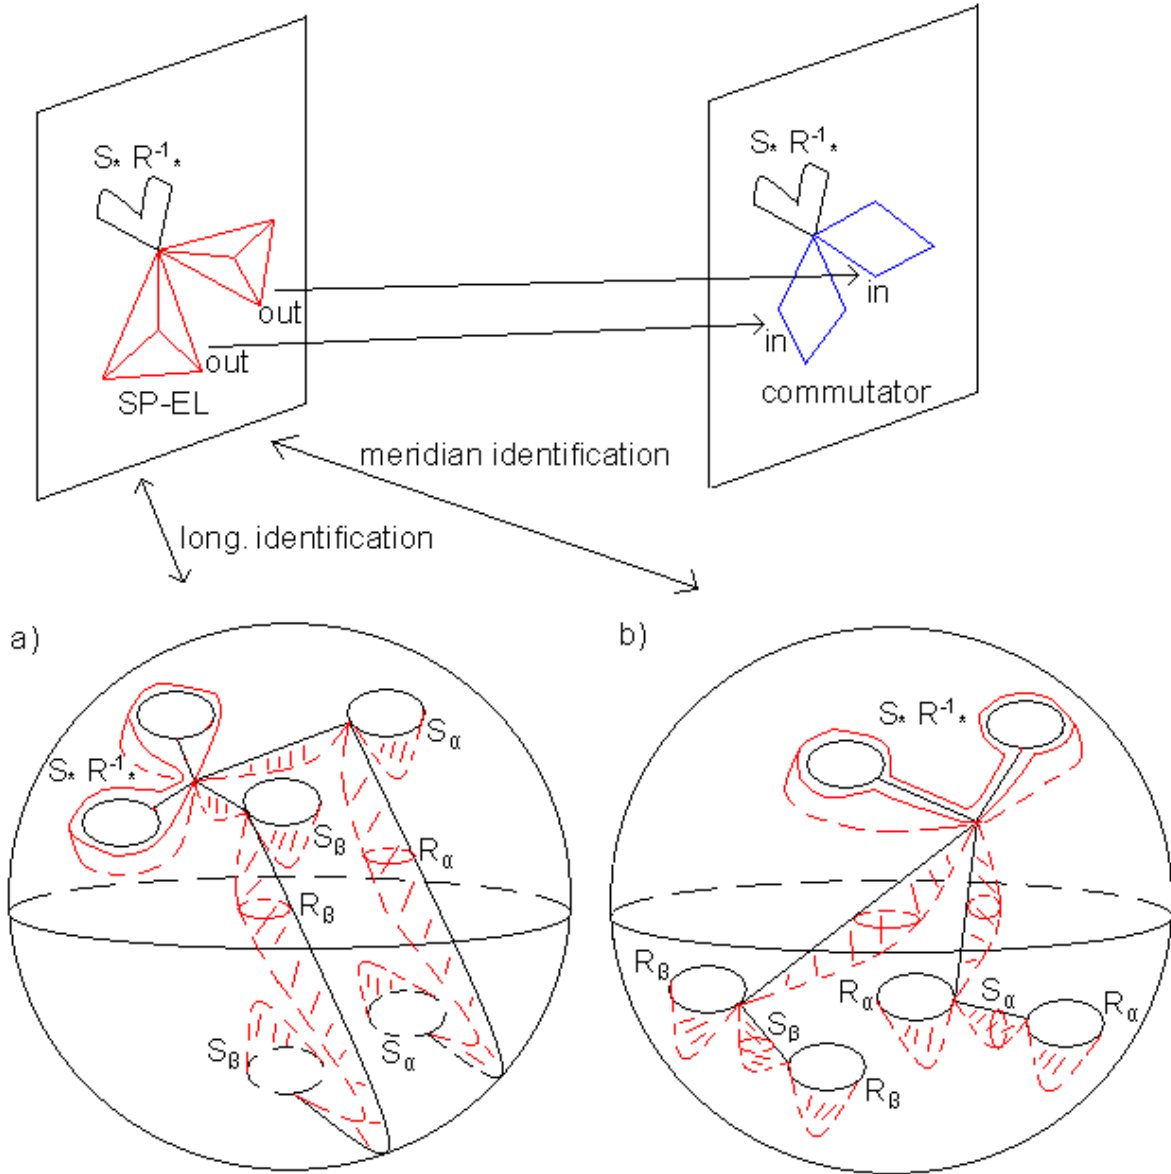 S* R⁻¹*
S* R⁻¹*
out
in
out
in
SP-EL
commutator
meridian identification
long. identification
a)
b)
S* R⁻¹*
Sα
S* R⁻¹*
Sβ
Rα
Rβ
Rβ
Rα
Sα
Rα
Sβ
Sβ
Sα
Rβ